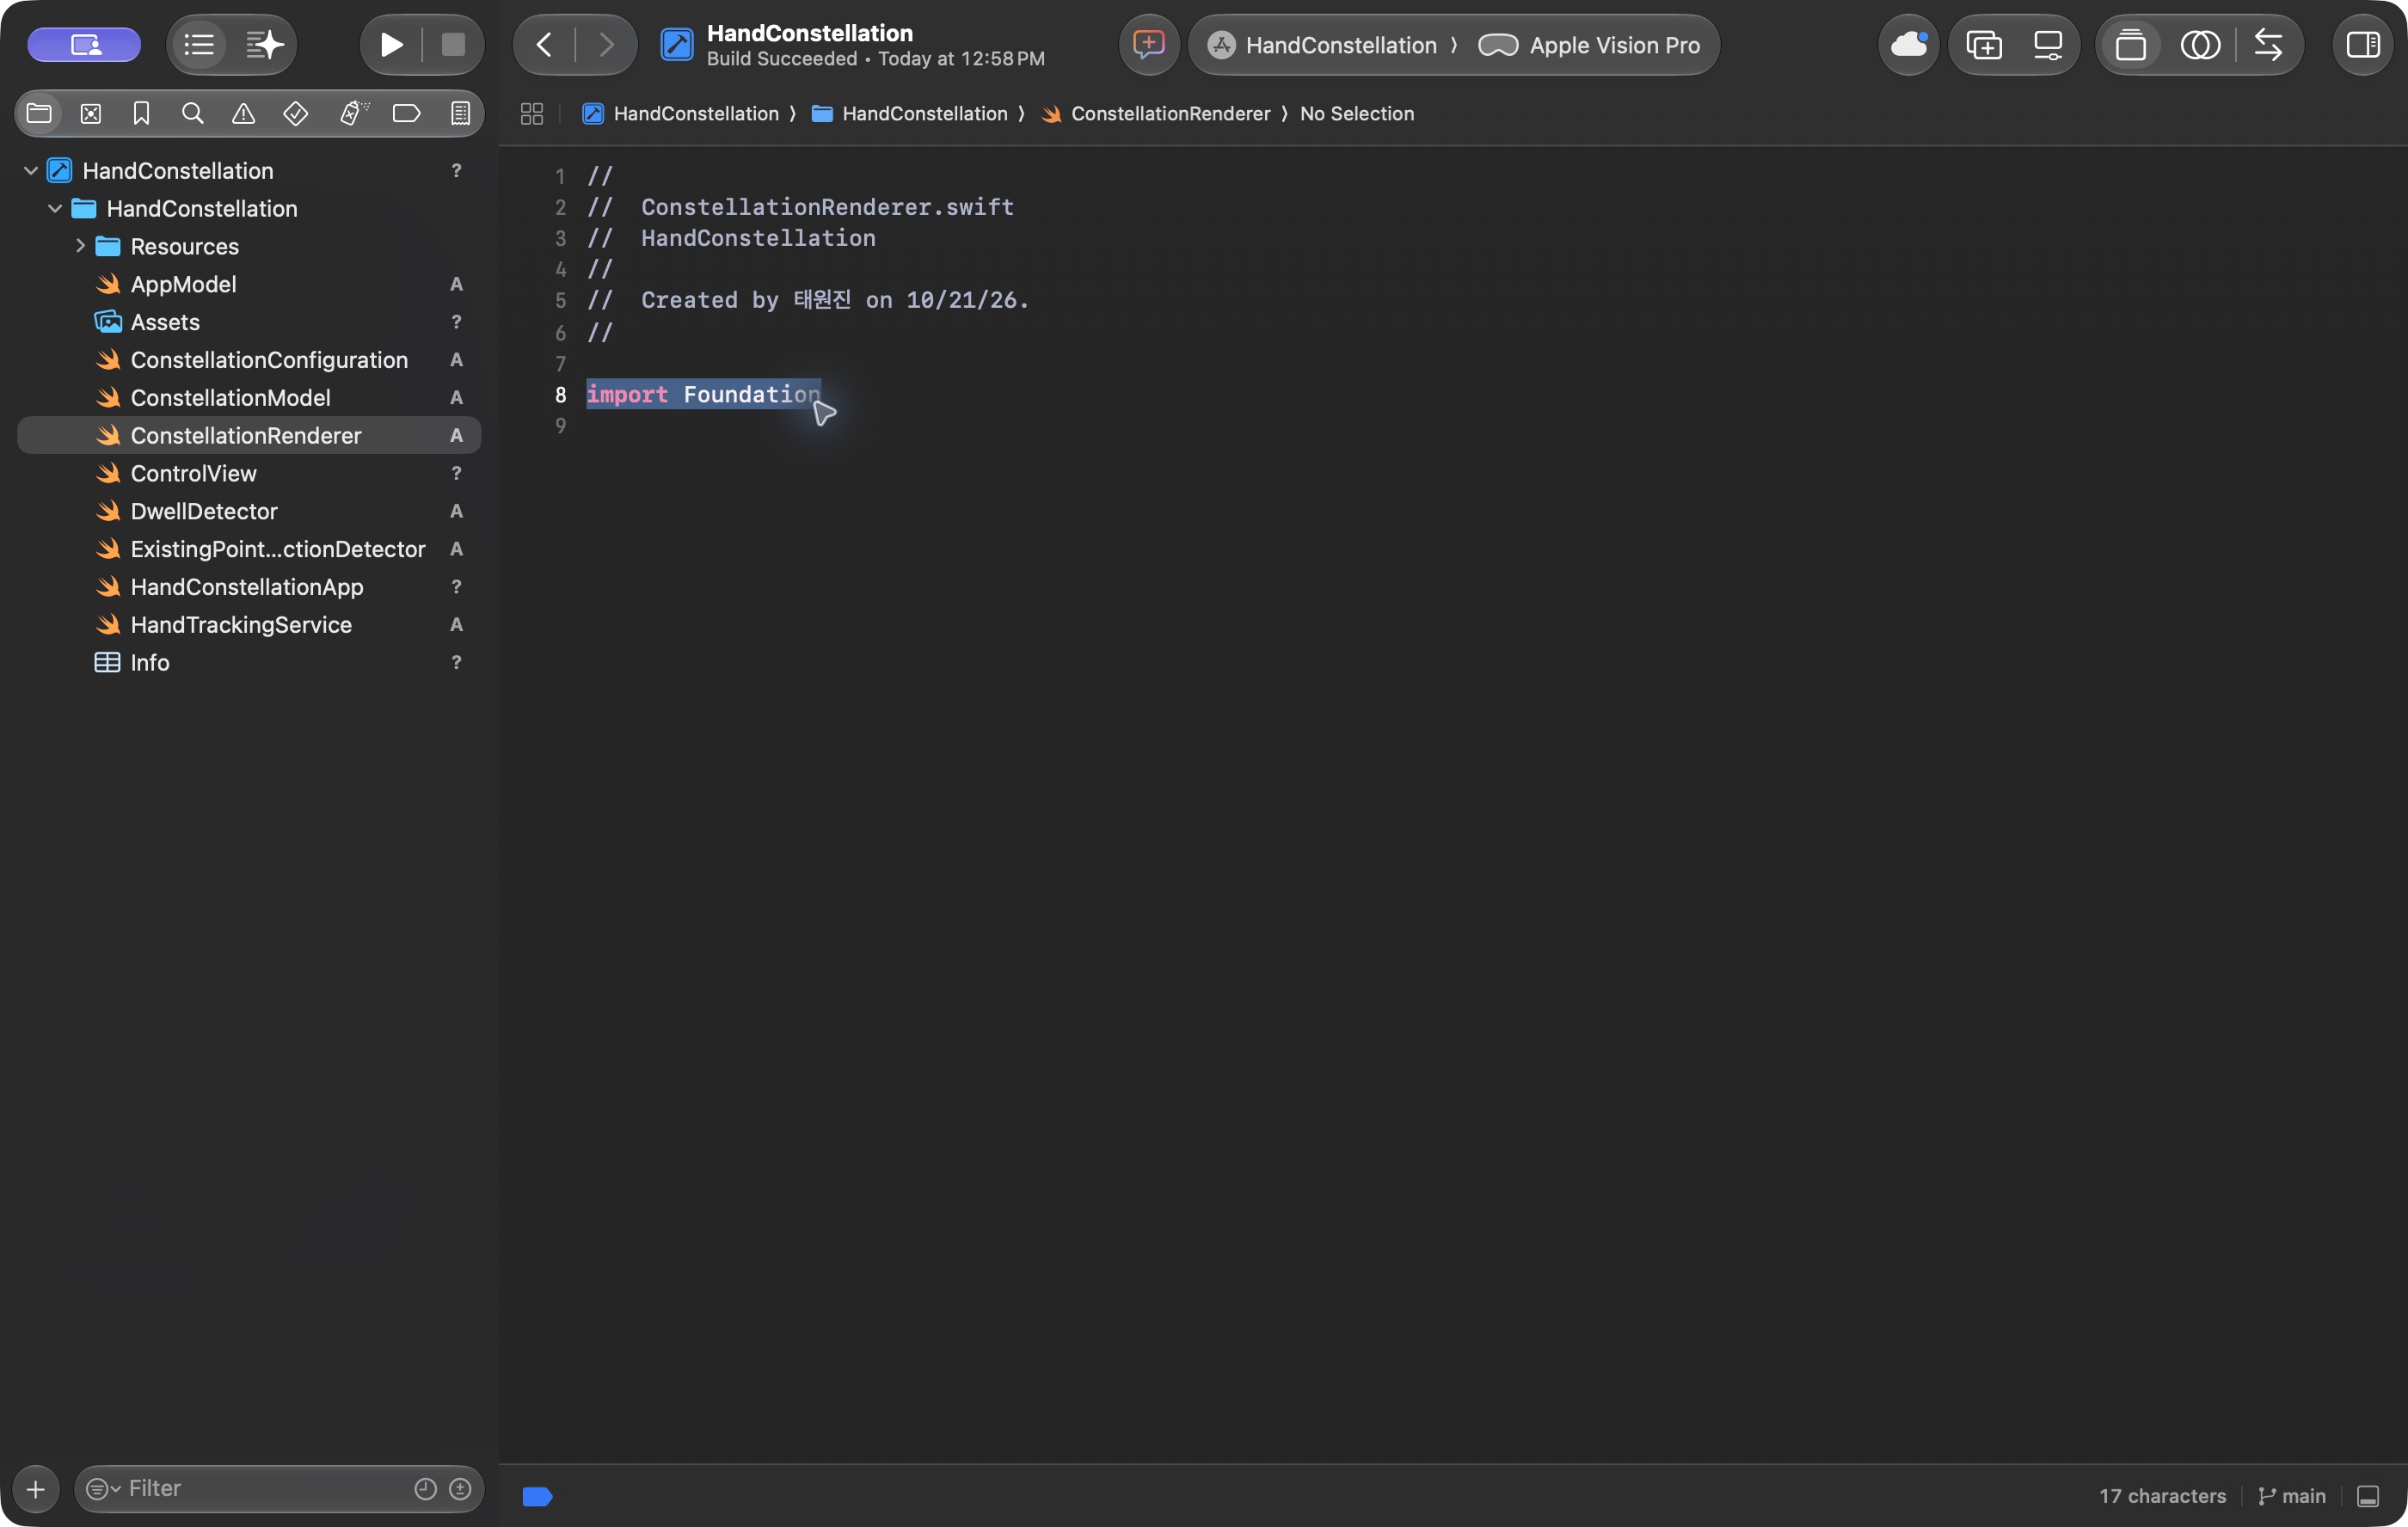 HandConstellation
Build Succeeded • Today at 12:58 PM
HandConstellation 〉 Apple Vision Pro
HandConstellation 〉 HandConstellation 〉 ConstellationRenderer 〉 No Selection
HandConstellation ?
HandConstellation
Resources
AppModel A
Assets ?
ConstellationConfiguration A
ConstellationModel A
ConstellationRenderer A
ControlView ?
DwellDetector A
ExistingPoint...ctionDetector A
HandConstellationApp ?
HandTrackingService A
Info ?
Filter
1 //
2 //  ConstellationRenderer.swift
3 //  HandConstellation
4 //
5 //  Created by 태원진 on 10/21/26.
6 //
7
8 import Foundation
9
17 characters
main